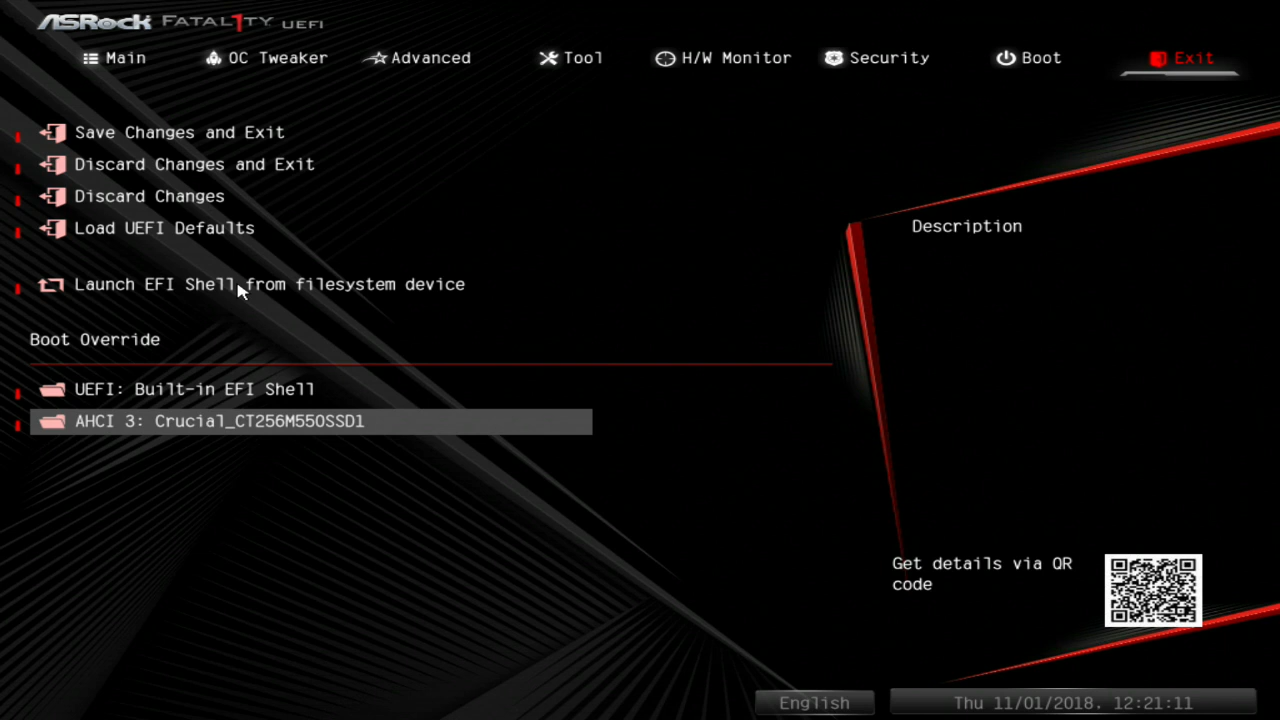 ASRock FATAL1TY UEFI
Main OC Tweaker Advanced Tool H/W Monitor Security Boot Exit
Save Changes and Exit
Discard Changes and Exit
Discard Changes
Load UEFI Defaults
Launch EFI Shell from filesystem device
Boot Override
UEFI: Built-in EFI Shell
AHCI 3: Crucial_CT256M550SSD1
Description
Get details via QR
code
English
Thu 11/01/2018. 12:21:11